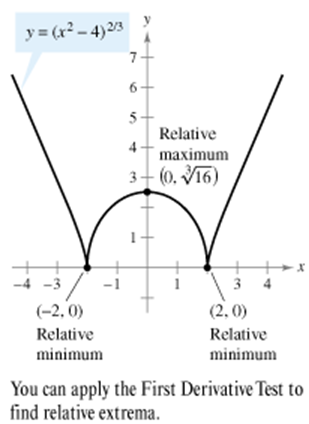 y = (x² – 4)^2/3
y
7
6
5
4
3
1
Relative
maximum
(0, ∛16)
–4 –3 –1 1 3 4 x
(–2, 0)
Relative
minimum
(2, 0)
Relative
minimum
You can apply the First Derivative Test to
find relative extrema.